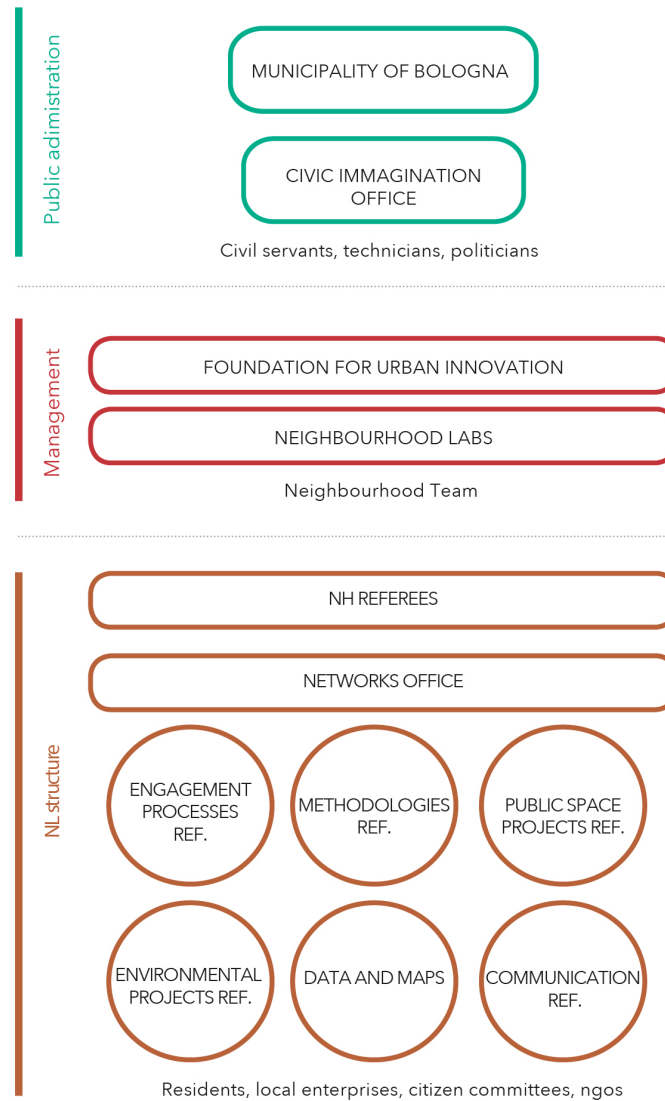 Public adimistration
MUNICIPALITY OF BOLOGNA
CIVIC IMMAGINATION
OFFICE
Civil servants, technicians, politicians
Management
FOUNDATION FOR URBAN INNOVATION
NEIGHBOURHOOD LABS
Neighbourhood Team
NL structure
NH REFEREES
NETWORKS OFFICE
ENGAGEMENT
PROCESSES
REF.
METHODOLOGIES
REF.
PUBLIC SPACE
PROJECTS REF.
ENVIRONMENTAL
PROJECTS REF.
DATA AND MAPS
COMMUNICATION
REF.
Residents, local enterprises, citizen committees, ngos